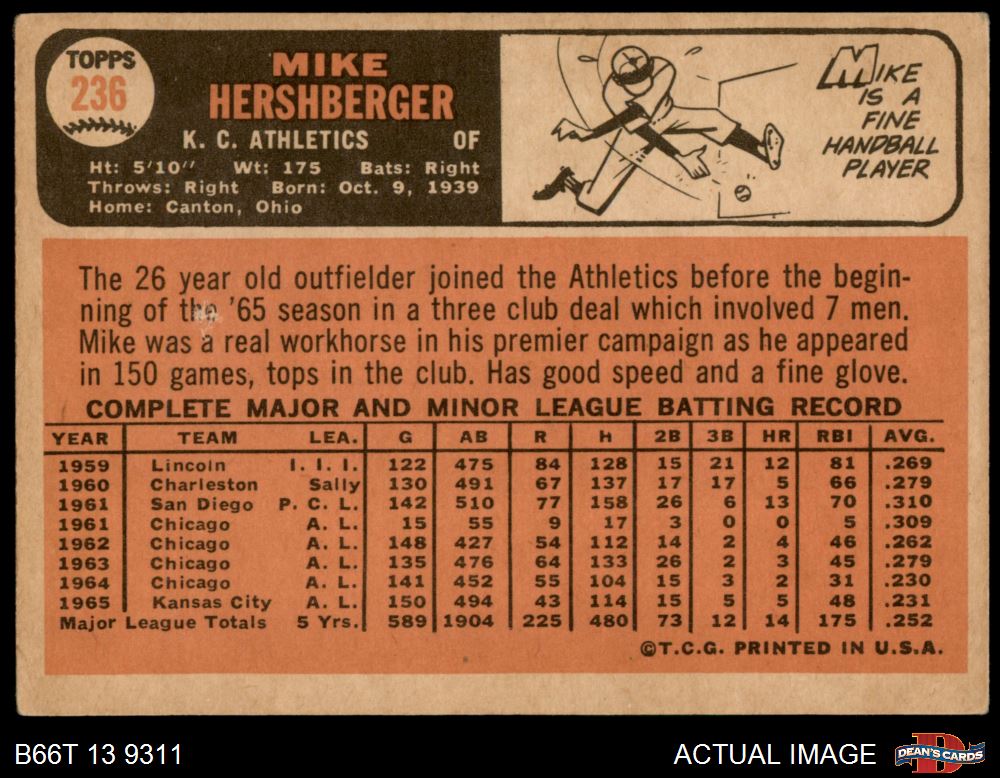 TOPPS
236
MIKE
HERSHBERGER
K. C. ATHLETICS OF
Ht: 5'10" Wt: 175 Bats: Right
Throws: Right Born: Oct. 9, 1939
Home: Canton, Ohio
MIKE
IS A
FINE
HANDBALL
PLAYER
The 26 year old outfielder joined the Athletics before the begin-
ning of the '65 season in a three club deal which involved 7 men.
Mike was a real workhorse in his premier campaign as he appeared
in 150 games, tops in the club. Has good speed and a fine glove.
COMPLETE MAJOR AND MINOR LEAGUE BATTING RECORD
YEAR TEAM LEA. G AB R H 2B 3B HR RBI AVG.
1959 Lincoln I. I. I. 122 475 84 128 15 21 12 81 .269
1960 Charleston Sally 130 491 67 137 17 17 5 66 .279
1961 San Diego P. C. L. 142 510 77 158 26 6 13 70 .310
1961 Chicago A. L. 15 55 9 17 3 0 0 5 .309
1962 Chicago A. L. 148 427 54 112 14 2 4 46 .262
1963 Chicago A. L. 135 476 64 133 26 2 3 45 .279
1964 Chicago A. L. 141 452 55 104 15 3 2 31 .230
1965 Kansas City A. L. 150 494 43 114 15 5 5 48 .231
Major League Totals 5 Yrs. 589 1904 225 480 73 12 14 175 .252
©T.C.G. PRINTED IN U.S.A.
B66T 13 9311 ACTUAL IMAGE DEAN'S CARDS